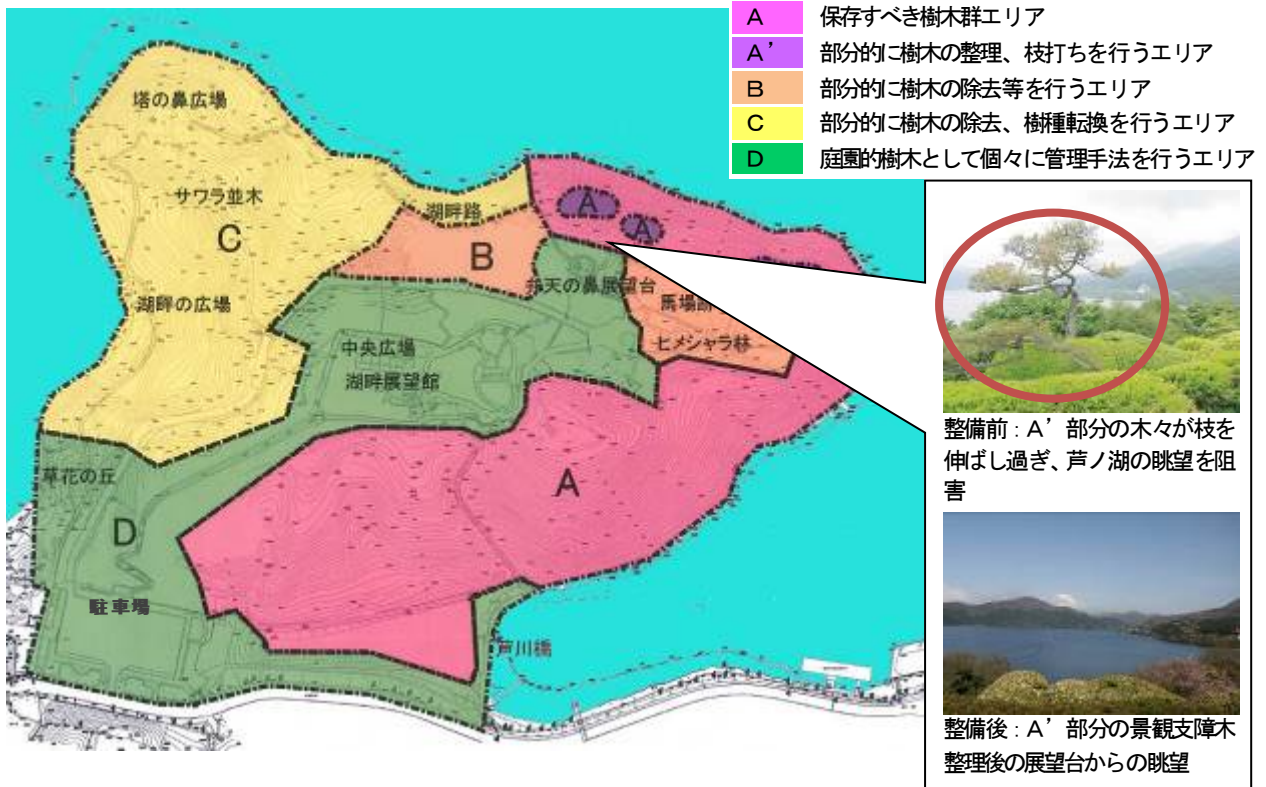 A 保存すべき樹木群エリア
A’ 部分的に樹木の整理、枝打ちを行うエリア
B 部分的に樹木の除去等を行うエリア
C 部分的に樹木の除去、樹種転換を行うエリア
D 庭園的樹木として個々に管理手法を行うエリア
塔の鼻広場
サワラ並木
C
湖畔路
A
A
B
湖畔の広場
弁天の鼻展望台
馬場
ヒメシャラ林
中央広場
湖畔展望館
草花の丘
A
D
駐車場
芦川橋
整備前：A’部分の木々が枝を
伸ばし過ぎ、芦ノ湖の眺望を阻
害
整備後：A’部分の景観支障木
整理後の展望台からの眺望